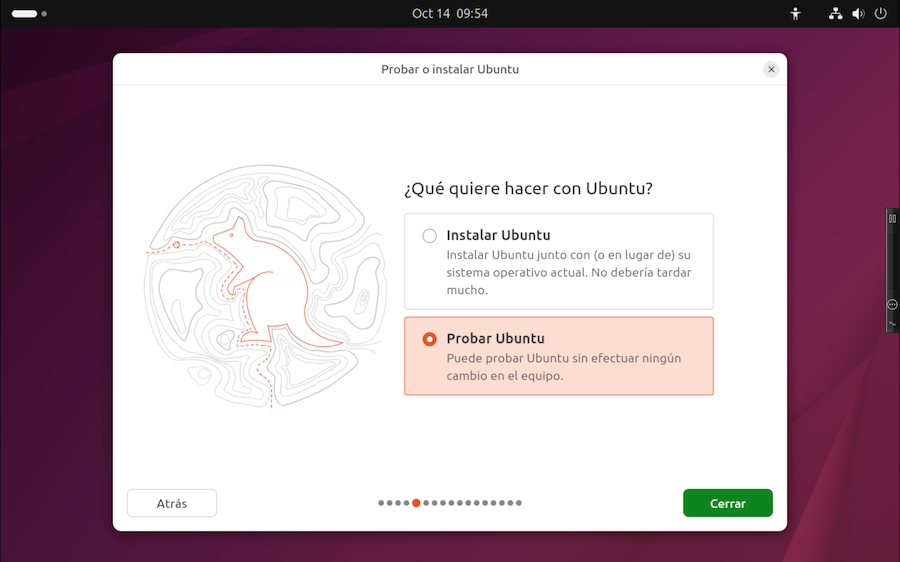 Oct 14 09:54
Probar o instalar Ubuntu
¿Qué quiere hacer con Ubuntu?
Instalar Ubuntu
Instalar Ubuntu junto con (o en lugar de) su
sistema operativo actual. No debería tardar
mucho.
Probar Ubuntu
Puede probar Ubuntu sin efectuar ningún
cambio en el equipo.
Atrás
Cerrar